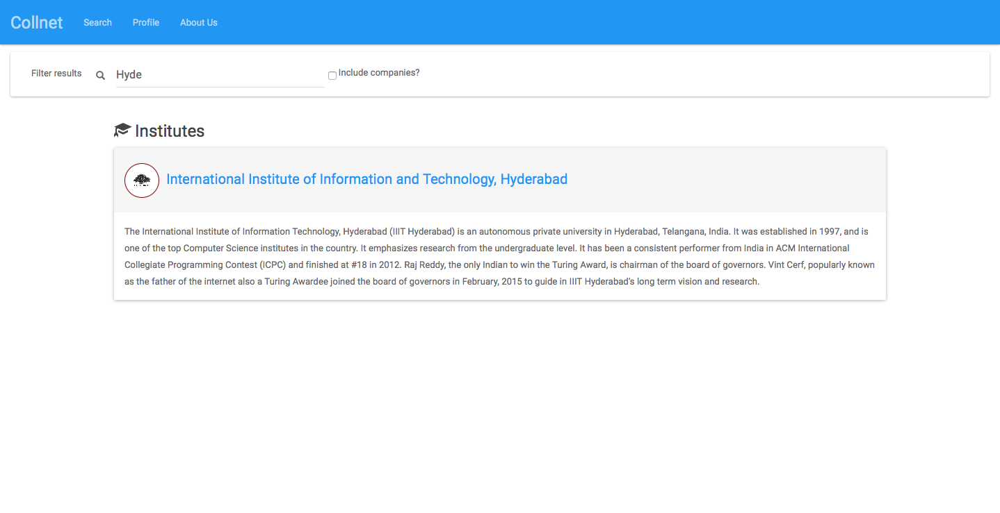 Collnet Search Profile About Us
Filter results Hyde Include companies?
Institutes
International Institute of Information and Technology, Hyderabad
The International Institute of Information Technology, Hyderabad (IIIT Hyderabad) is an autonomous private university in Hyderabad, Telangana, India. It was established in 1997, and is
one of the top Computer Science institutes in the country. It emphasizes research from the undergraduate level. It has been a consistent performer from India in ACM International
Collegiate Programming Contest (ICPC) and finished at #18 in 2012. Raj Reddy, the only Indian to win the Turing Award, is chairman of the board of governors. Vint Cerf, popularly known
as the father of the internet also a Turing Awardee joined the board of governors in February, 2015 to guide in IIIT Hyderabad's long term vision and research.